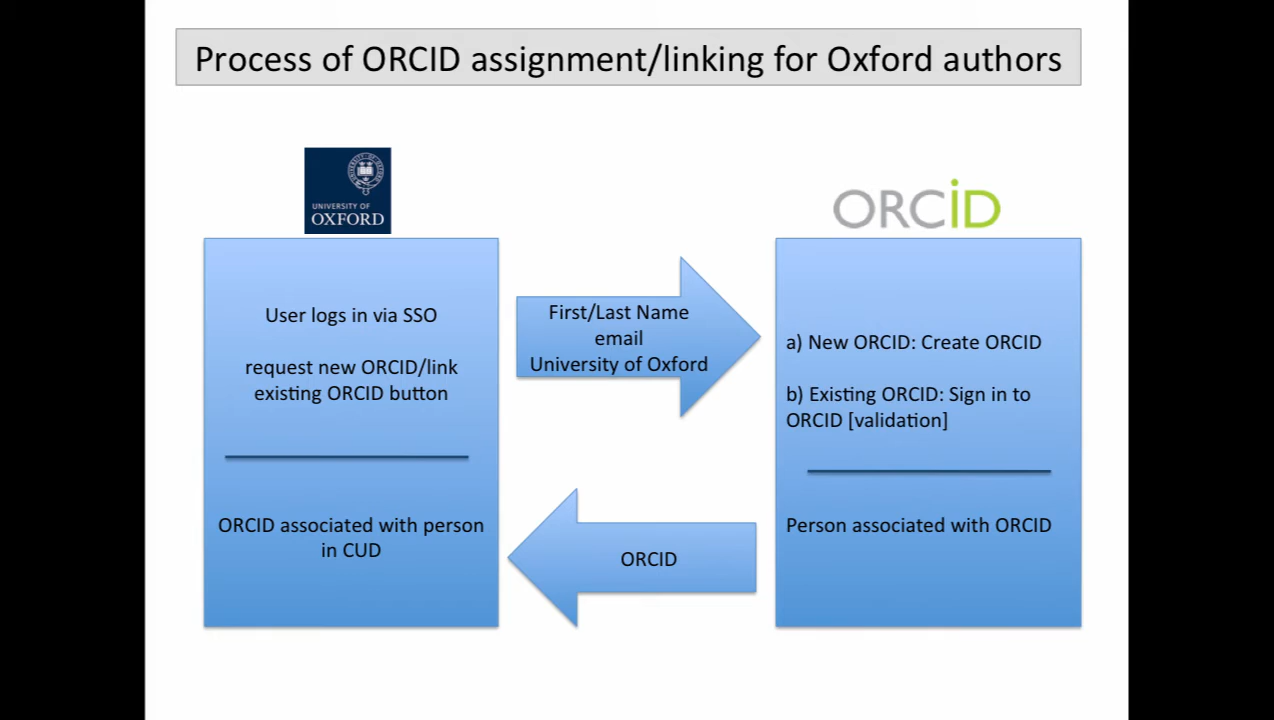 Process of ORCID assignment/linking for Oxford authors
UNIVERSITY OF
OXFORD
ORCiD
User logs in via SSO
request new ORCID/link
existing ORCID button
ORCID associated with person
in CUD
First/Last Name
email
University of Oxford
a) New ORCID: Create ORCID
b) Existing ORCID: Sign in to
ORCID [validation]
Person associated with ORCID
ORCID